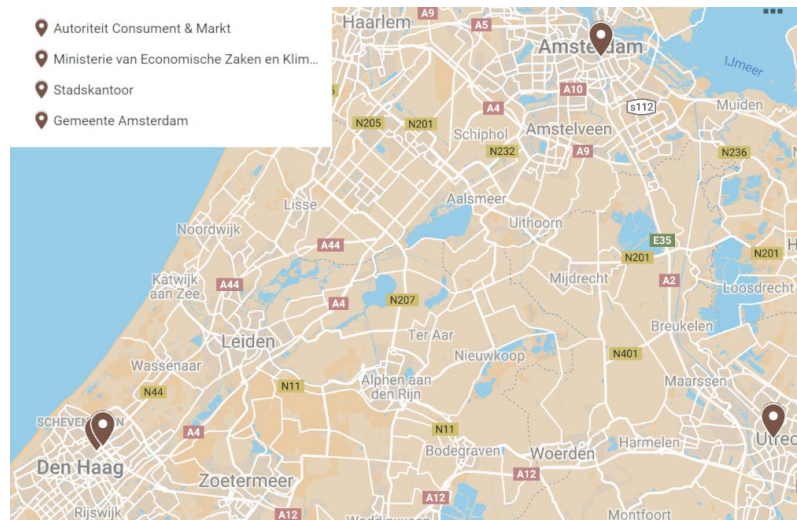 Autoriteit Consument & Markt
Ministerie van Economische Zaken en Klim...
Stadskantoor
Gemeente Amsterdam
Haarlem
A9
A5
Amsterdam
IJmeer
A10
A4
s112
Muiden
N205
N201
Schiphol
Amstelveen
N232
A9
N236
Lisse
Aalsmeer
Noordwijk
Uithoorn
A44
E35
N201
N201
Katwijk
aan Zee
A44
Mijdrecht
A2
Loosdrecht
A4
N207
Breukelen
Leiden
Ter Aar
Nieuwkoop
N401
Wassenaar
N44
N11
Alphen aan
den Rijn
Maarssen
A4
N11
Den Haag
Bodegraven
Woerden
Harmelen
Utrec
Zoetermeer
A12
A12
Rijswijk
A12
Montfoort